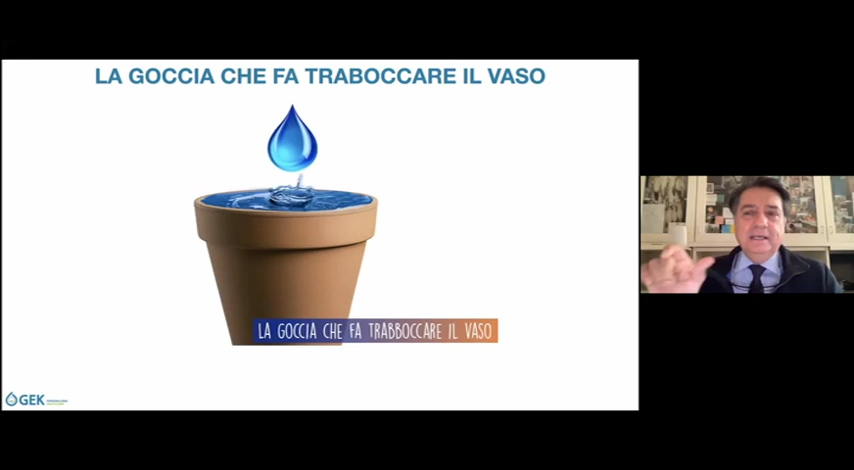 LA GOCCIA CHE FA TRABOCCARE IL VASO
LA GOCCIA CHE FA TRABBOCCARE IL VASO
GEK